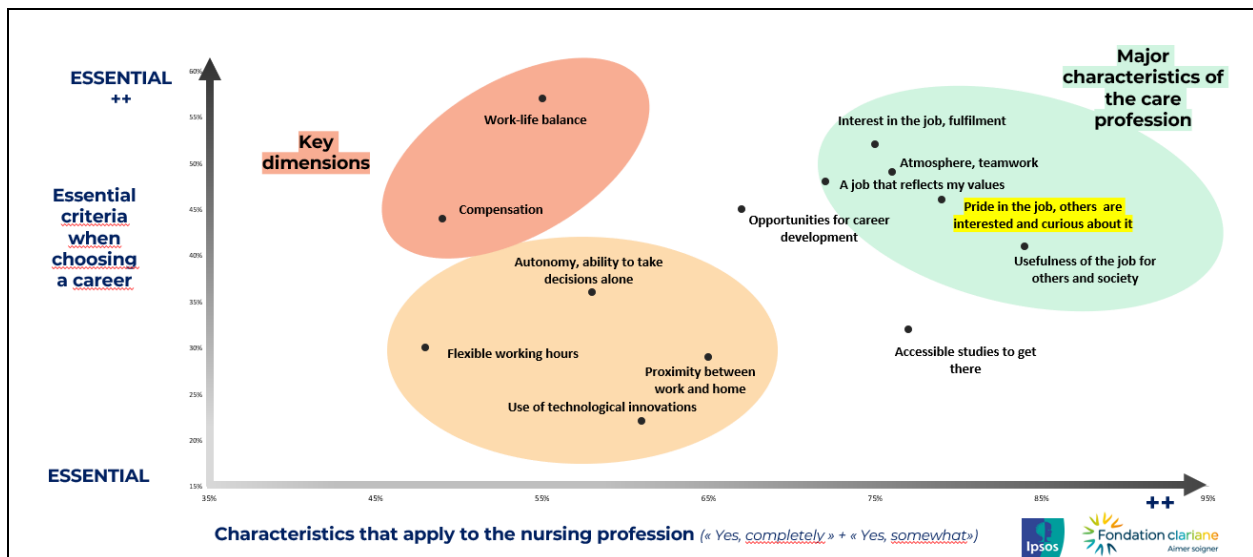 Major
characteristics of
the care
profession
ESSENTIAL
++
60%
55%
50%
45%
40%
35%
30%
25%
20%
15%
Key
dimensions
Work-life balance
Compensation
Interest in the job, fulfilment
Atmosphere, teamwork
A job that reflects my values
Pride in the job, others are
interested and curious about it
Opportunities for career
development
Usefulness of the job for
others and society
Essential
criteria
when
choosing
a career
Autonomy, ability to take
decisions alone
Flexible working hours
Proximity between
work and home
Use of technological innovations
Accessible studies to get
there
ESSENTIAL
35%
45%
55%
65%
75%
85%
95%
++
Characteristics that apply to the nursing profession (« Yes, completely » + « Yes, somewhat»)
Ipsos
Fondation clariane
Aimer soigner